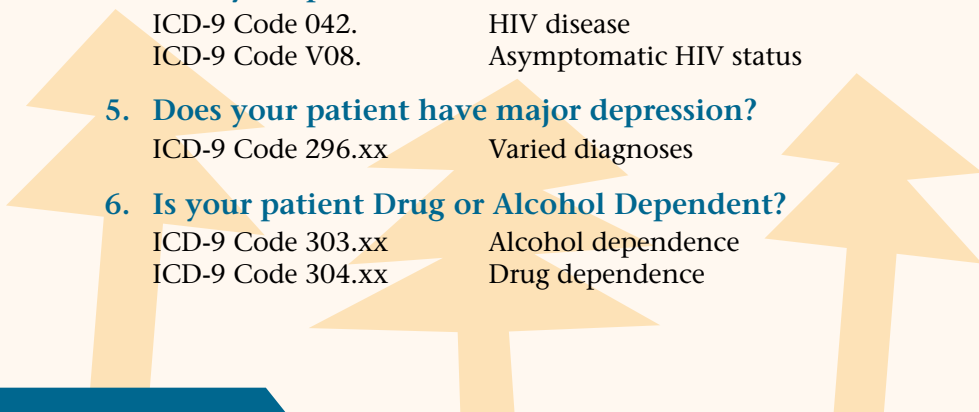 ICD-9 Code 042. HIV disease
ICD-9 Code V08. Asymptomatic HIV status
5. Does your patient have major depression?
ICD-9 Code 296.xx Varied diagnoses
6. Is your patient Drug or Alcohol Dependent?
ICD-9 Code 303.xx Alcohol dependence
ICD-9 Code 304.xx Drug dependence